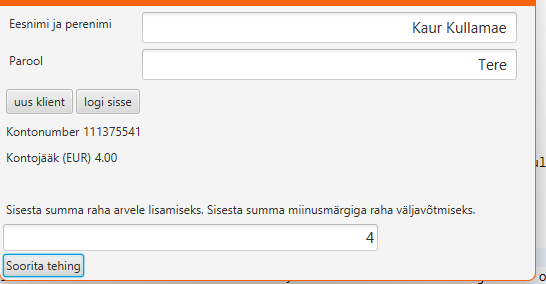 Eesnimi ja perenimi Kaur Kullamae
Parool Tere
uus klient logi sisse
Kontonumber 111375541
Kontojääk (EUR) 4.00
Sisesta summa raha arvele lisamiseks. Sisesta summa miinusmärgiga raha väljavõtmiseks.
4
Soorita tehing